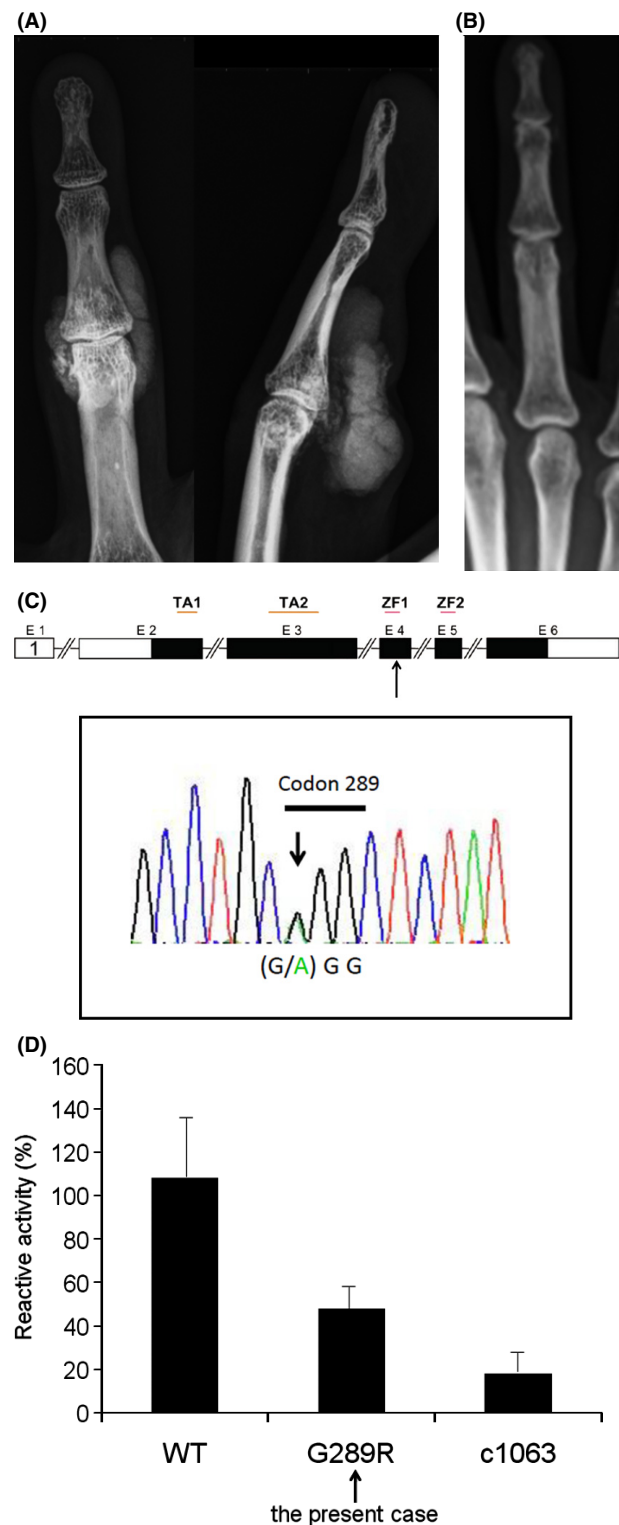 (A)
(B)
(C)
TA1 TA2 ZF1 ZF2
E 1 E 2 E 3 E 4 E 5 E 6
1
Codon 289
(G/A) G G
(D)
160
140
120
100
80
60
40
20
0
Reactive activity (%)
WT G289R c1063
the present case